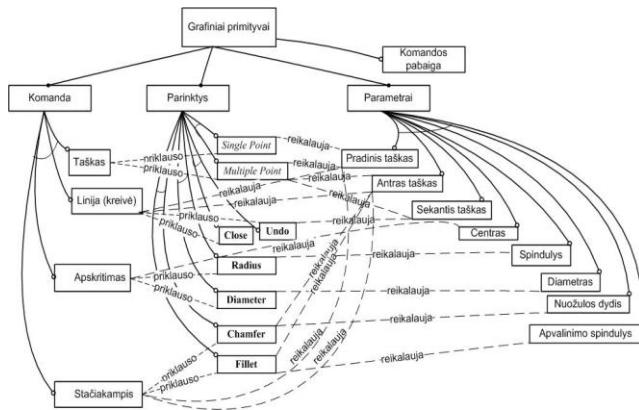 Grafiniai primityvai
Komandos
pabaiga
Komanda
Parinktys
Parametrai
Taškas
priklauso
priklauso
Single Point
reikalauja
Multiple Point
reikalauja
Pradinis taškas
Antras taškas
Linija (kreivė)
reikalauja
reikalauja
priklauso
priklauso
Close
Undo
Sekantis taškas
Centras
reikalauja
Apskritimas
priklauso
priklauso
Radius
reikalauja
Spindulys
Diameter
reikalauja
Diametras
Nuožulos dydis
Chamfer
reikalauja
reikalauja
reikalauja
Apvalinimo spindulys
Fillet
reikalauja
Stačiakampis
priklauso
priklauso
reikalauja
reikalauja